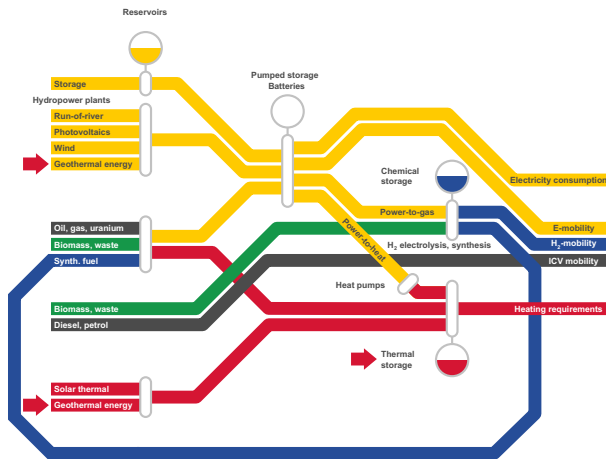 Reservoirs
Pumped storage
Batteries
Storage
Hydropower plants
Run-of-river
Photovoltaics
Wind
Geothermal energy
Chemical
storage
Electricity consumption
Power-to-gas
Oil, gas, uranium
E-mobility
Biomass, waste
Power-to-heat
H₂ electrolysis, synthesis
H₂-mobility
Synth. fuel
ICV mobility
Heat pumps
Biomass, waste
Heating requirements
Diesel, petrol
Thermal
storage
Solar thermal
Geothermal energy